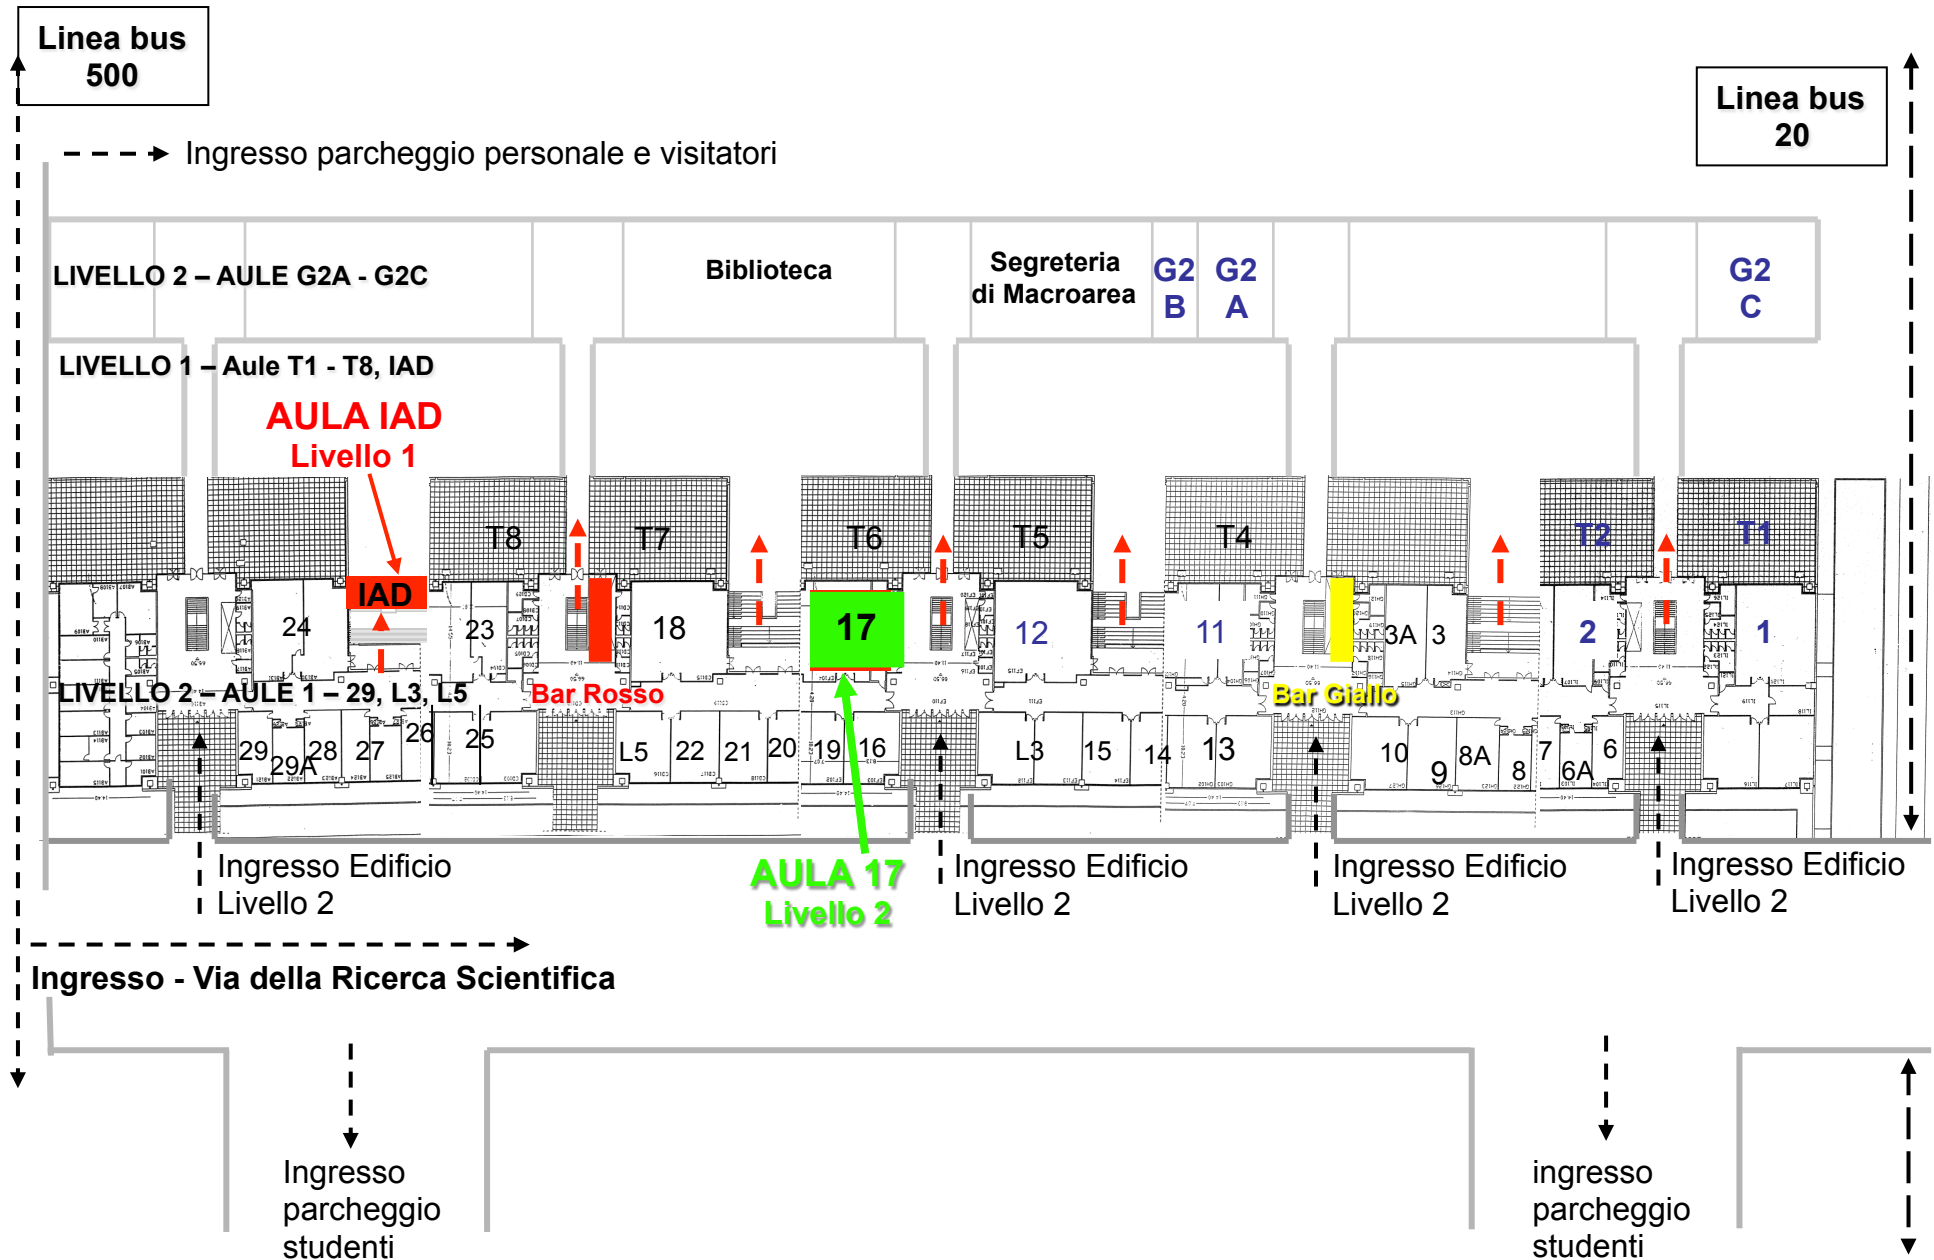 Linea bus
500
Linea bus
20
Ingresso parcheggio personale e visitatori
LIVELLO 2 – AULE G2A - G2C
Biblioteca
Segreteria
di Macroarea
G2
B
G2
A
G2
C
LIVELLO 1 – Aule T1 - T8, IAD
AULA IAD
Livello 1
T8
T7
T6
T5
T4
T2
T1
IAD
24
23
18
17
12
11
3A
3
2
1
LIVELLO 2 – AULE 1 – 29, L3, L5
Bar Rosso
Bar Giallo
29
29A
28
27
26
25
L5
22
21
20
19
16
L3
15
14
13
10
9
8A
8
7
6A
6
Ingresso Edificio
Livello 2
AULA 17
Livello 2
Ingresso Edificio
Livello 2
Ingresso Edificio
Livello 2
Ingresso Edificio
Livello 2
Ingresso - Via della Ricerca Scientifica
Ingresso
parcheggio
studenti
ingresso
parcheggio
studenti